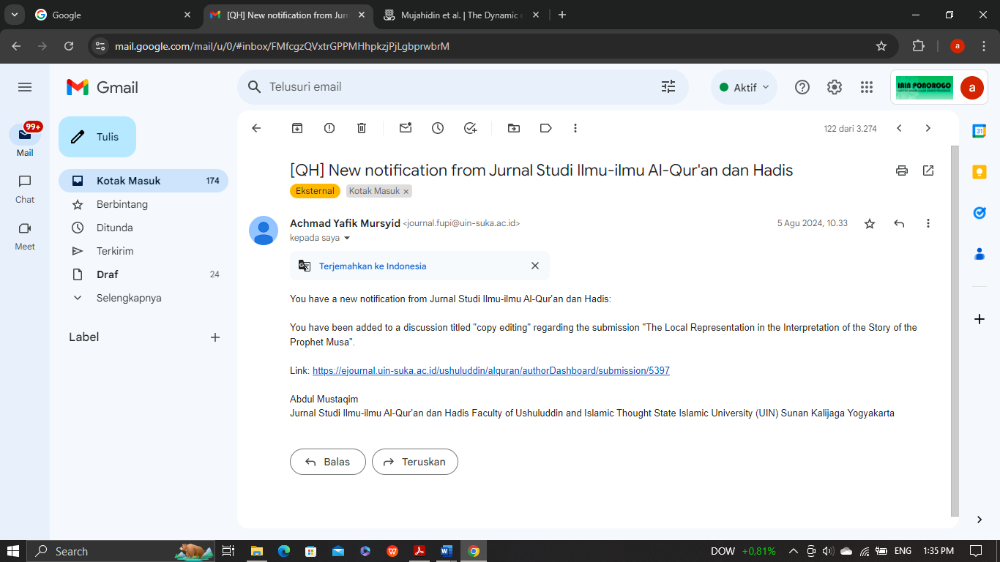 Google
[QH] New notification from Jurn
Mujahidin et al. | The Dynamic
mail.google.com/mail/u/0/#inbox/FMfcgzQVxtrGPPMHhpkzjPjLgbprwbrM
a
Gmail
Telusuri email
Aktif
IAIN PONOROGO
a
99+
Mail
Chat
Meet
Tulis
Kotak Masuk 174
Berbintang
Ditunda
Terkirim
Draf 24
Selengkapnya
Label
122 dari 3.274
[QH] New notification from Jurnal Studi Ilmu-ilmu Al-Qur'an dan Hadis
Eksternal Kotak Masuk ×
Achmad Yafik Mursyid <journal.fupi@uin-suka.ac.id>
5 Agu 2024, 10.33
kepada saya
Terjemahkan ke Indonesia
You have a new notification from Jurnal Studi Ilmu-ilmu Al-Qur'an dan Hadis:
You have been added to a discussion titled "copy editing" regarding the submission "The Local Representation in the Interpretation of the Story of the
Prophet Musa".
Link: https://ejournal.uin-suka.ac.id/ushuluddin/alquran/authorDashboard/submission/5397
Abdul Mustaqim
Jurnal Studi Ilmu-ilmu Al-Qur'an dan Hadis Faculty of Ushuluddin and Islamic Thought State Islamic University (UIN) Sunan Kalijaga Yogyakarta
Balas
Teruskan
31
Search
DOW +0,81%
ENG
1:35 PM